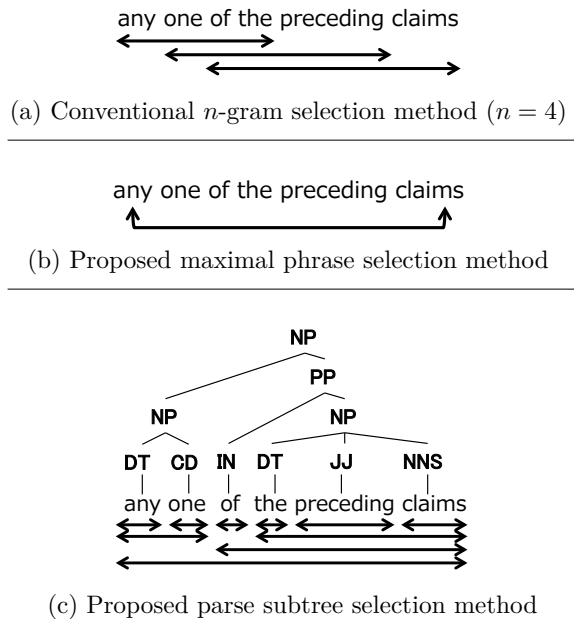 any one of the preceding claims
(a) Conventional n-gram selection method (n = 4)
any one of the preceding claims
(b) Proposed maximal phrase selection method
NP
PP
NP NP
DT CD IN DT JJ NNS
any one of the preceding claims
(c) Proposed parse subtree selection method